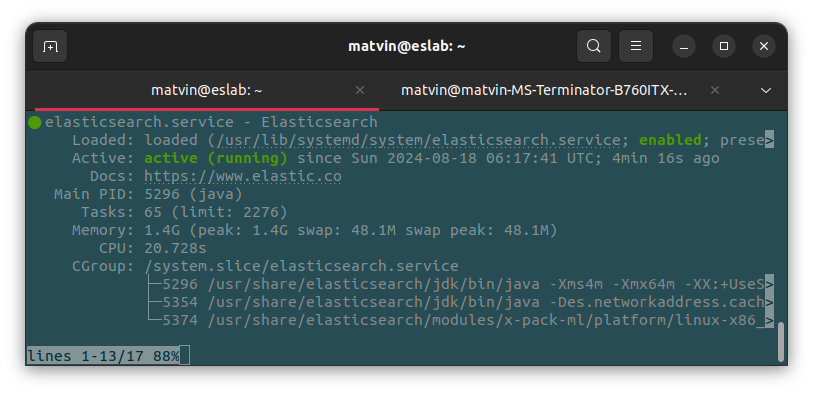 matvin@eslab: ~
matvin@eslab: ~
matvin@matvin-MS-Terminator-B760ITX-…
elasticsearch.service - Elasticsearch
Loaded: loaded (/usr/lib/systemd/system/elasticsearch.service; enabled; prese>
Active: active (running) since Sun 2024-08-18 06:17:41 UTC; 4min 16s ago
Docs: https://www.elastic.co
Main PID: 5296 (java)
Tasks: 65 (limit: 2276)
Memory: 1.4G (peak: 1.4G swap: 48.1M swap peak: 48.1M)
CPU: 20.728s
CGroup: /system.slice/elasticsearch.service
├─5296 /usr/share/elasticsearch/jdk/bin/java -Xms4m -Xmx64m -XX:+UseS>
├─5354 /usr/share/elasticsearch/jdk/bin/java -Des.networkaddress.cach>
└─5374 /usr/share/elasticsearch/modules/x-pack-ml/platform/linux-x86_>
lines 1-13/17 88%